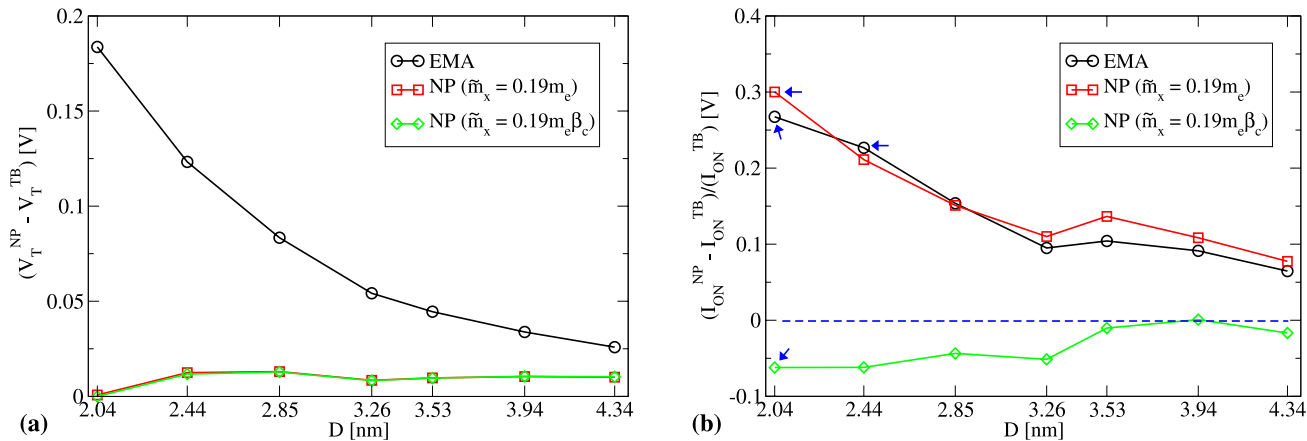 0.2
0.15
0.1
0.05
0
(V_T^NP - V_T^TB) [V]
EMA
NP (m̃_x = 0.19m_e)
NP (m̃_x = 0.19m_eβ_c)
2.04 2.44 2.85 3.26 3.53 3.94 4.34
D [nm]
(a)
0.4
0.3
0.2
0.1
0
-0.1
(I_ON^NP - I_ON^TB)/(I_ON^TB) [V]
EMA
NP (m̃_x = 0.19m_e)
NP (m̃_x = 0.19m_eβ_c)
2.04 2.44 2.85 3.26 3.53 3.94 4.34
D [nm]
(b)